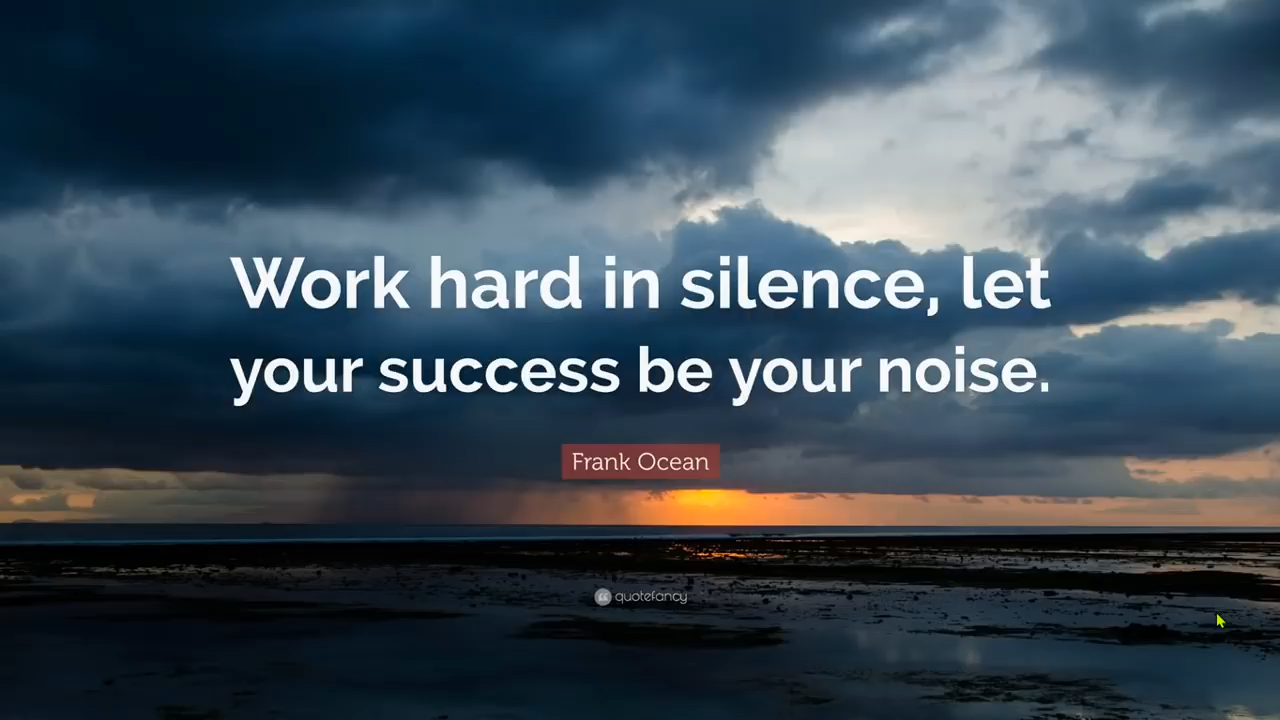 Work hard in silence, let
your success be your noise.
Frank Ocean
quotefancy